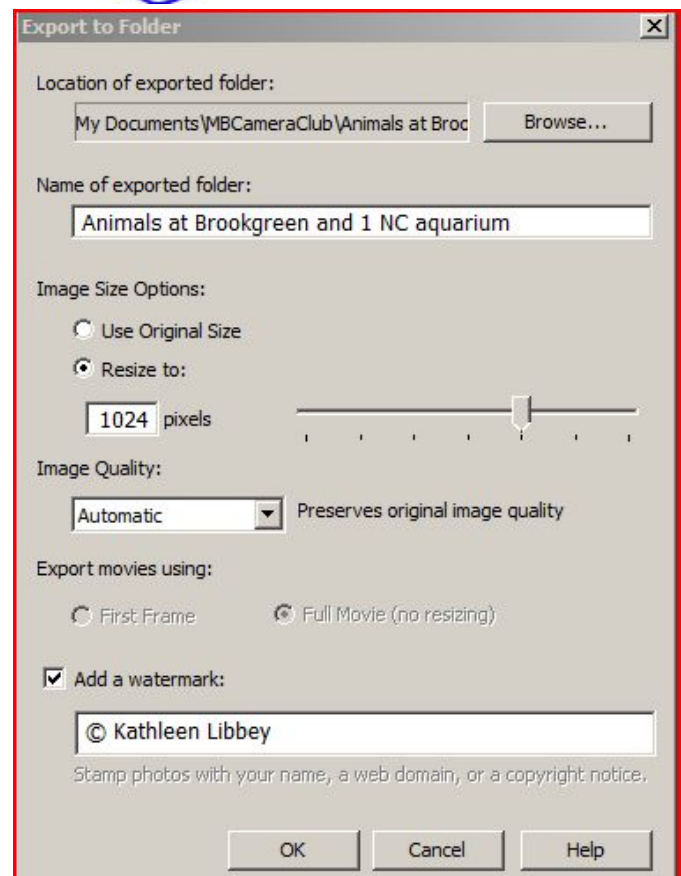 Export to Folder
Location of exported folder:
My Documents\MBCameraClub\Animals at Broo
Browse...
Name of exported folder:
Animals at Brookgreen and 1 NC aquarium
Image Size Options:
Use Original Size
Resize to:
1024 pixels
Image Quality:
Automatic Preserves original image quality
Export movies using:
First Frame Full Movie (no resizing)
Add a watermark:
© Kathleen Libbey
Stamp photos with your name, a web domain, or a copyright notice.
OK Cancel Help